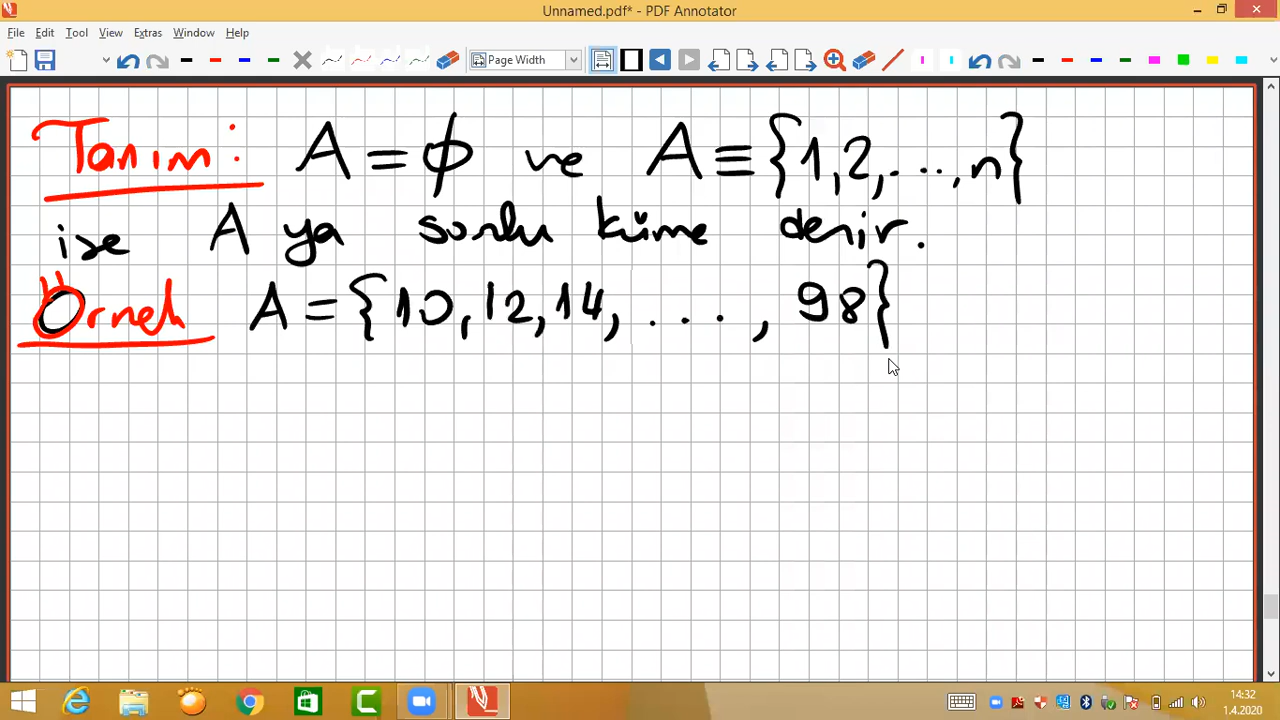 Unnamed.pdf* - PDF Annotator
File Edit Tool View Extras Window Help
Page Width
Tanım: A = ∅ ve A ≡ {1,2,...,n}
ise A ya sonlu küme denir.
Örnek A = {10,12,14, ..., 98}
14:32
1.4.2020